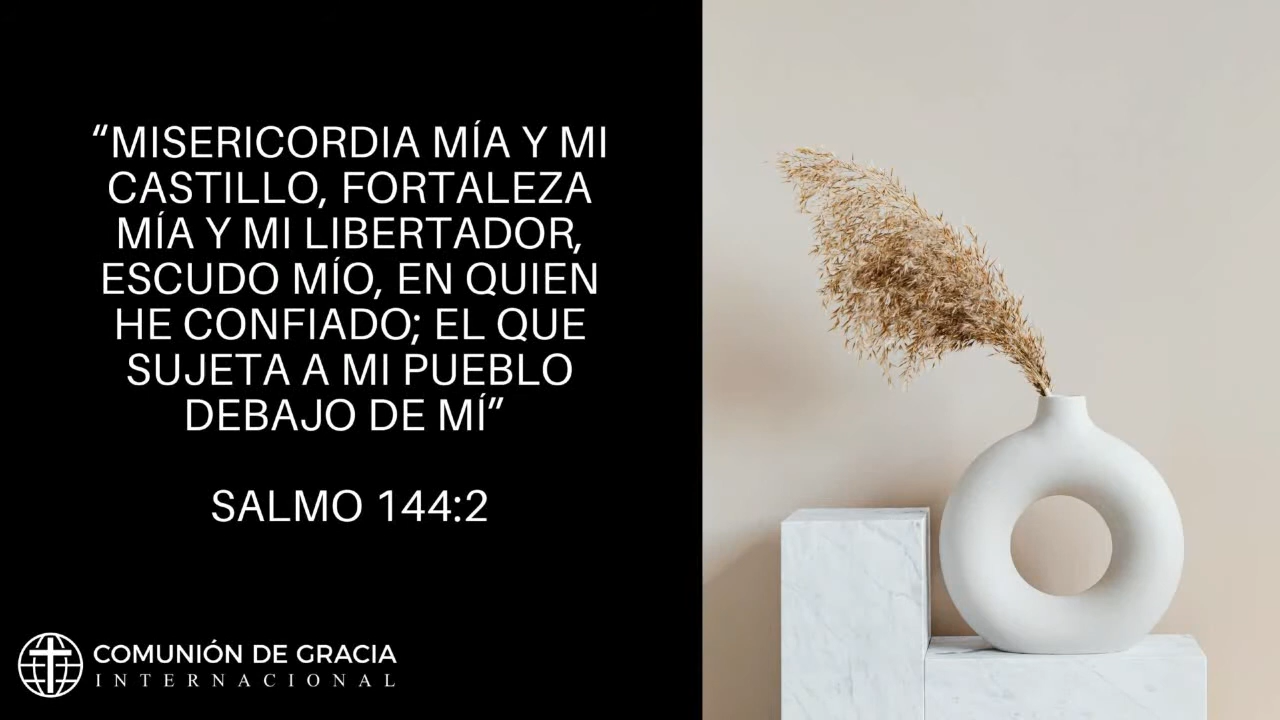 “MISERICORDIA MÍA Y MI
CASTILLO, FORTALEZA
MÍA Y MI LIBERTADOR,
ESCUDO MÍO, EN QUIEN
HE CONFIADO; EL QUE
SUJETA A MI PUEBLO
DEBAJO DE MÍ”
SALMO 144:2
COMUNIÓN DE GRACIA
INTERNACIONAL